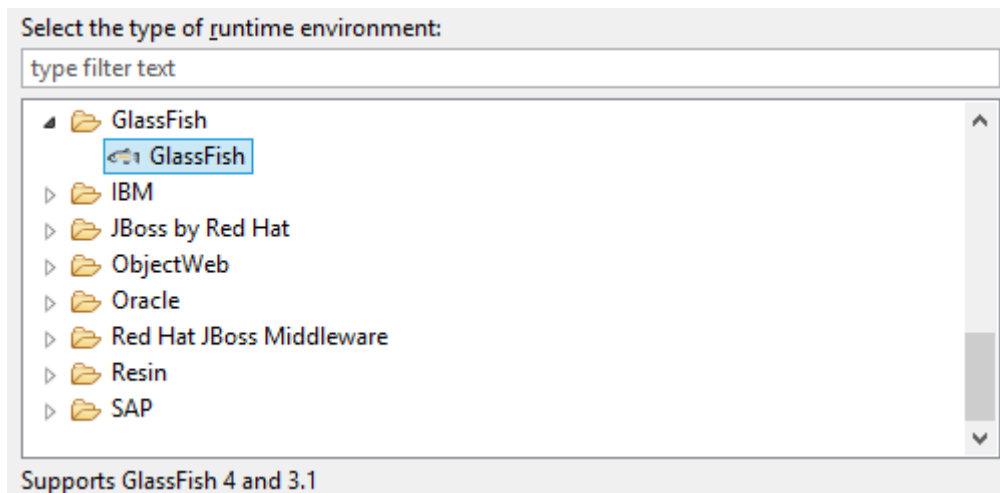 Select the type of runtime environment:
type filter text
GlassFish
GlassFish
IBM
JBoss by Red Hat
ObjectWeb
Oracle
Red Hat JBoss Middleware
Resin
SAP
Supports GlassFish 4 and 3.1